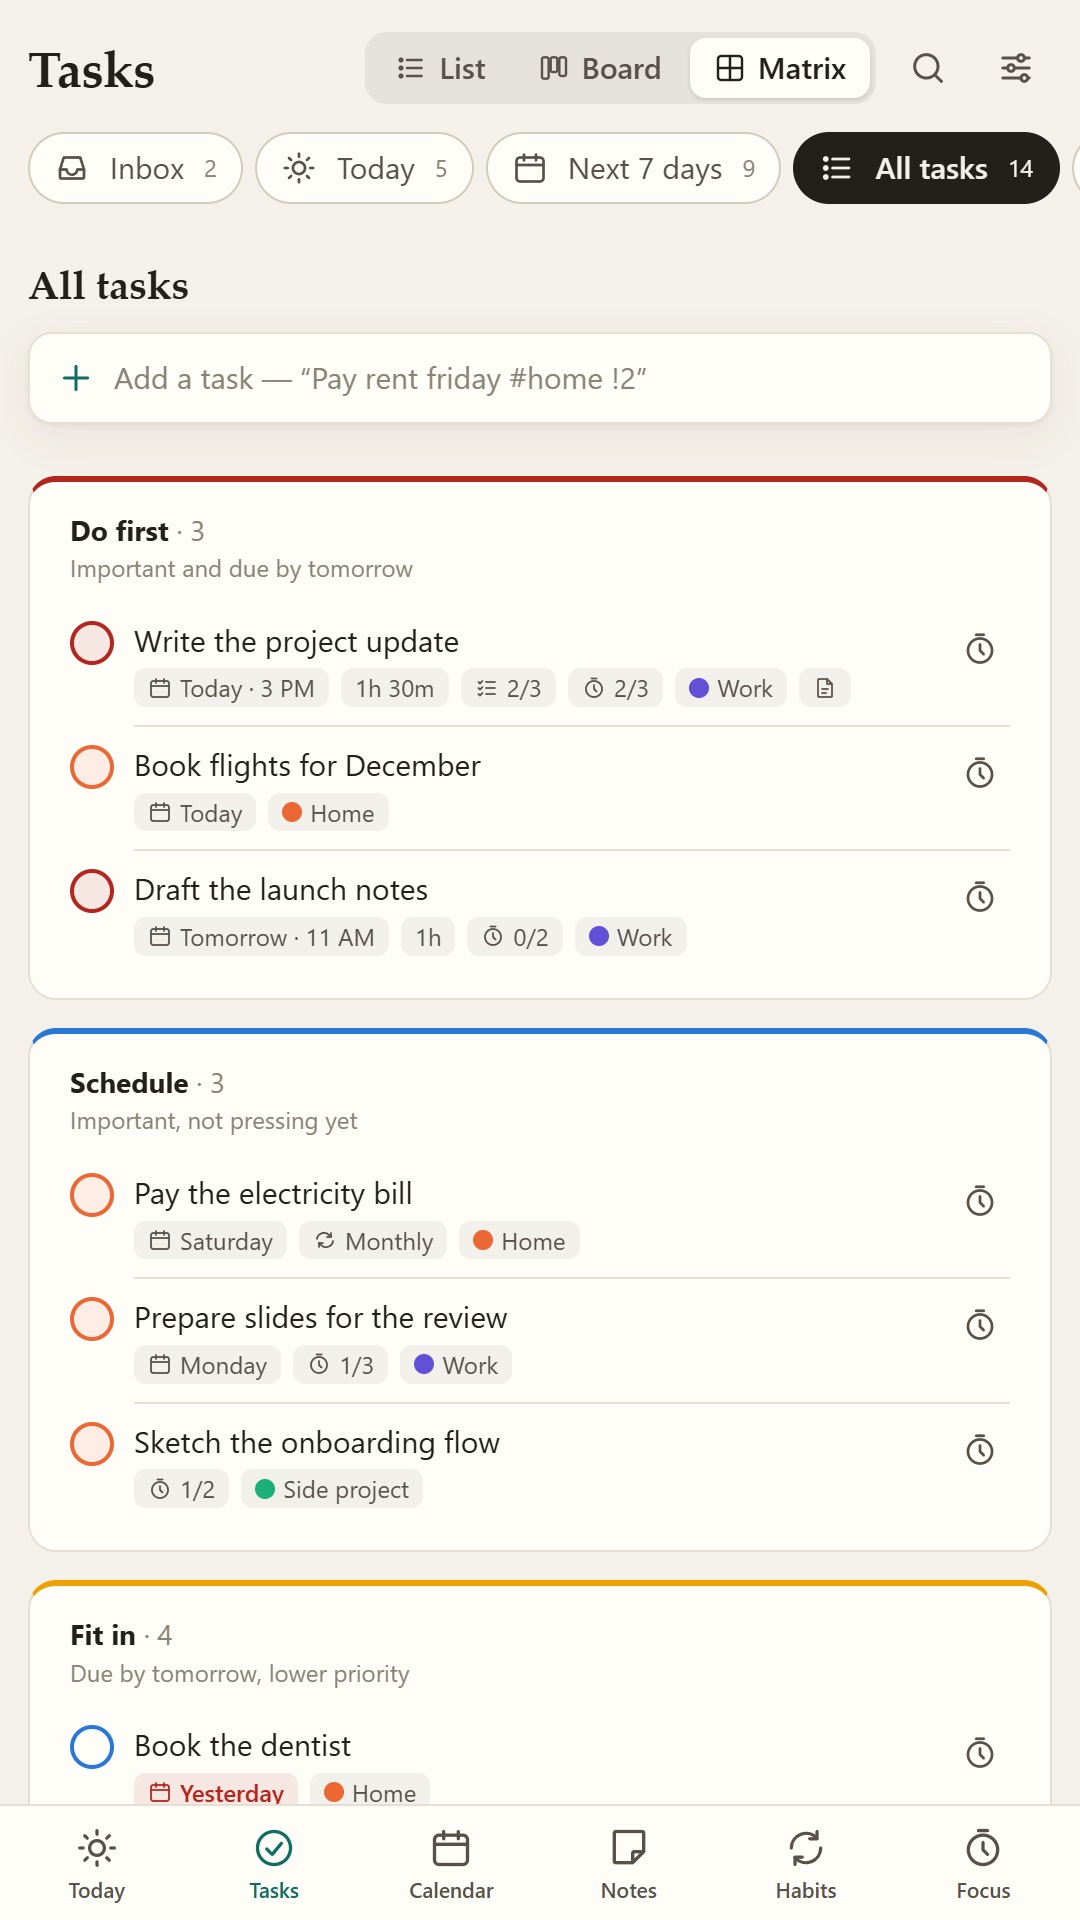 Tasks
List
Board
Matrix
Inbox 2
Today 5
Next 7 days 9
All tasks 14
All tasks
Add a task — “Pay rent friday #home !2”
Do first · 3
Important and due by tomorrow
Write the project update
Today · 3 PM
1h 30m
2/3
2/3
Work
Book flights for December
Today
Home
Draft the launch notes
Tomorrow · 11 AM
1h
0/2
Work
Schedule · 3
Important, not pressing yet
Pay the electricity bill
Saturday
Monthly
Home
Prepare slides for the review
Monday
1/3
Work
Sketch the onboarding flow
1/2
Side project
Fit in · 4
Due by tomorrow, lower priority
Book the dentist
Yesterday
Home
Today
Tasks
Calendar
Notes
Habits
Focus